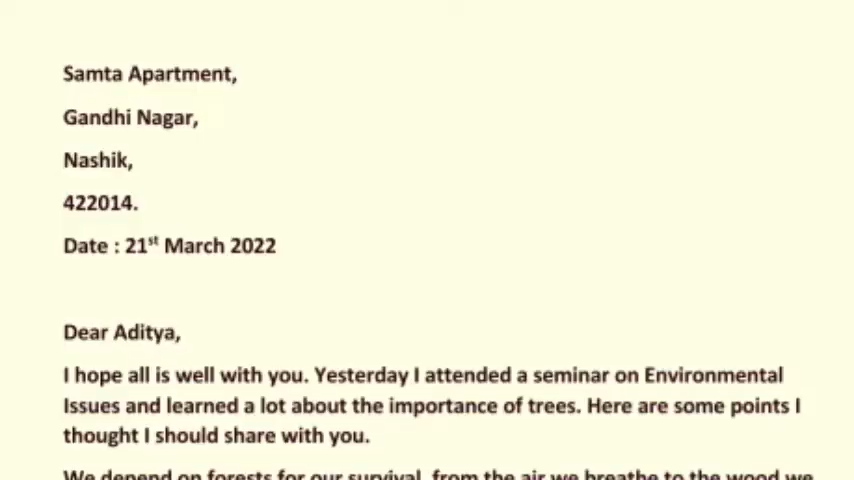 Samta Apartment,
Gandhi Nagar,
Nashik,
422014.
Date : 21st March 2022
Dear Aditya,
I hope all is well with you. Yesterday I attended a seminar on Environmental
Issues and learned a lot about the importance of trees. Here are some points I
thought I should share with you.
We depend on forests for our survival, from the air we breathe to the wood we